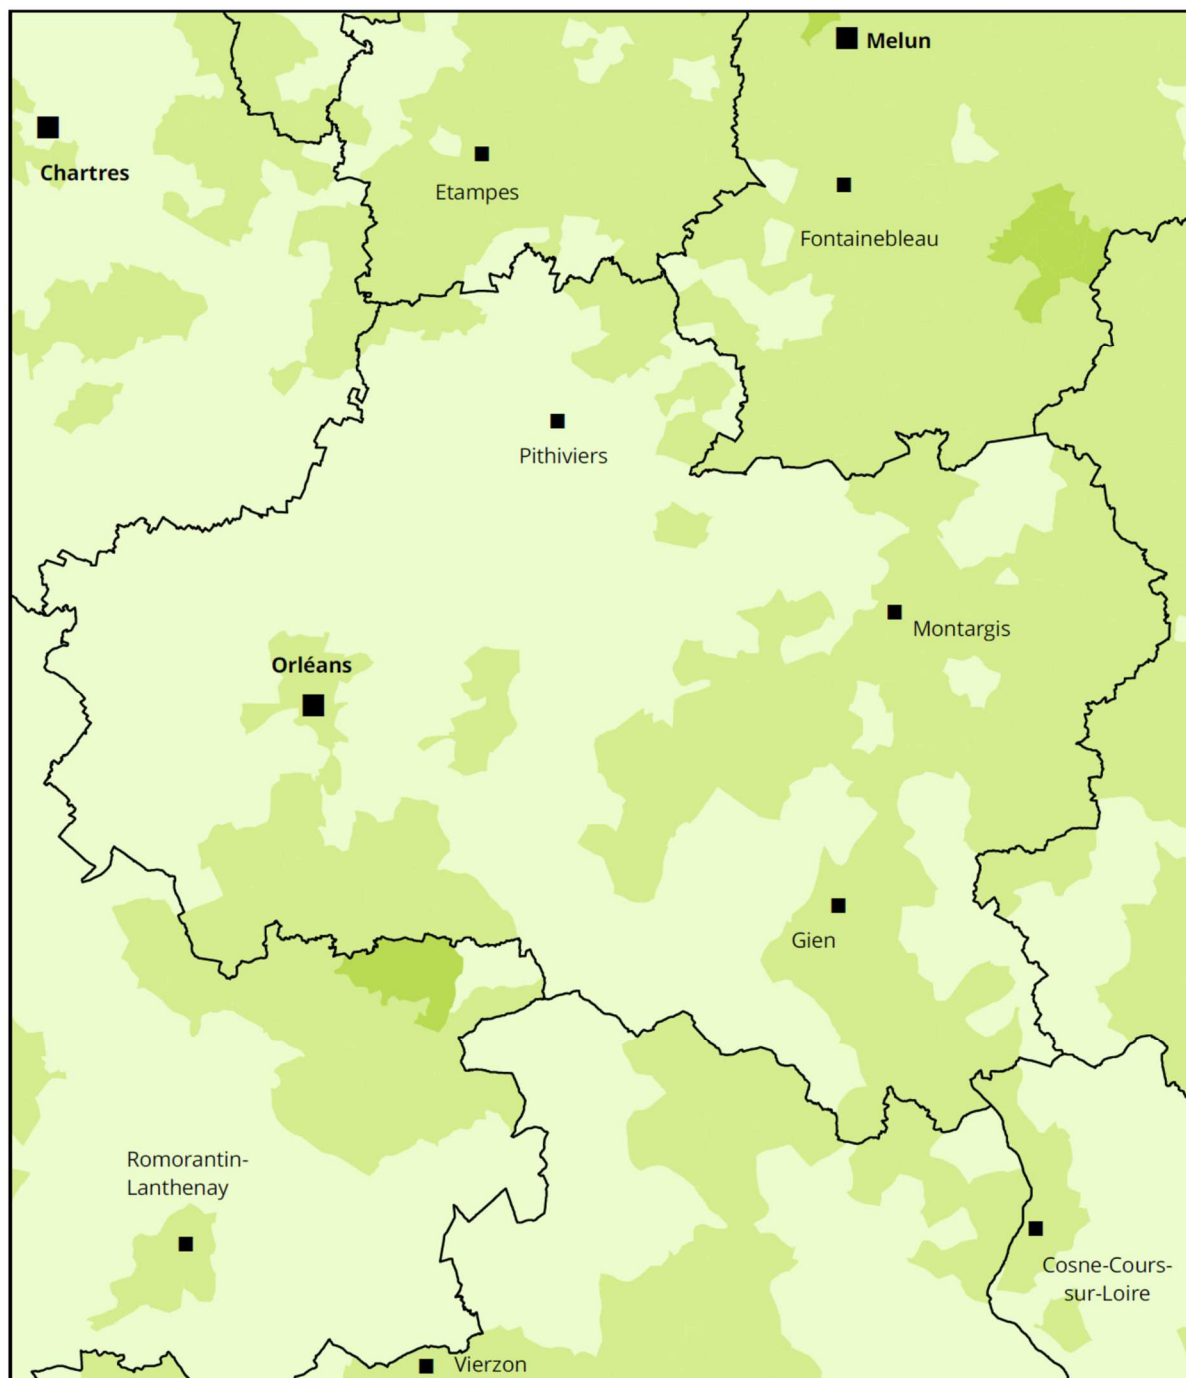 Melun
Chartres
Etampes
Fontainebleau
Pithiviers
Montargis
Orléans
Gien
Romorantin-
Lanthenay
Cosne-Cours-
sur-Loire
Vierzon